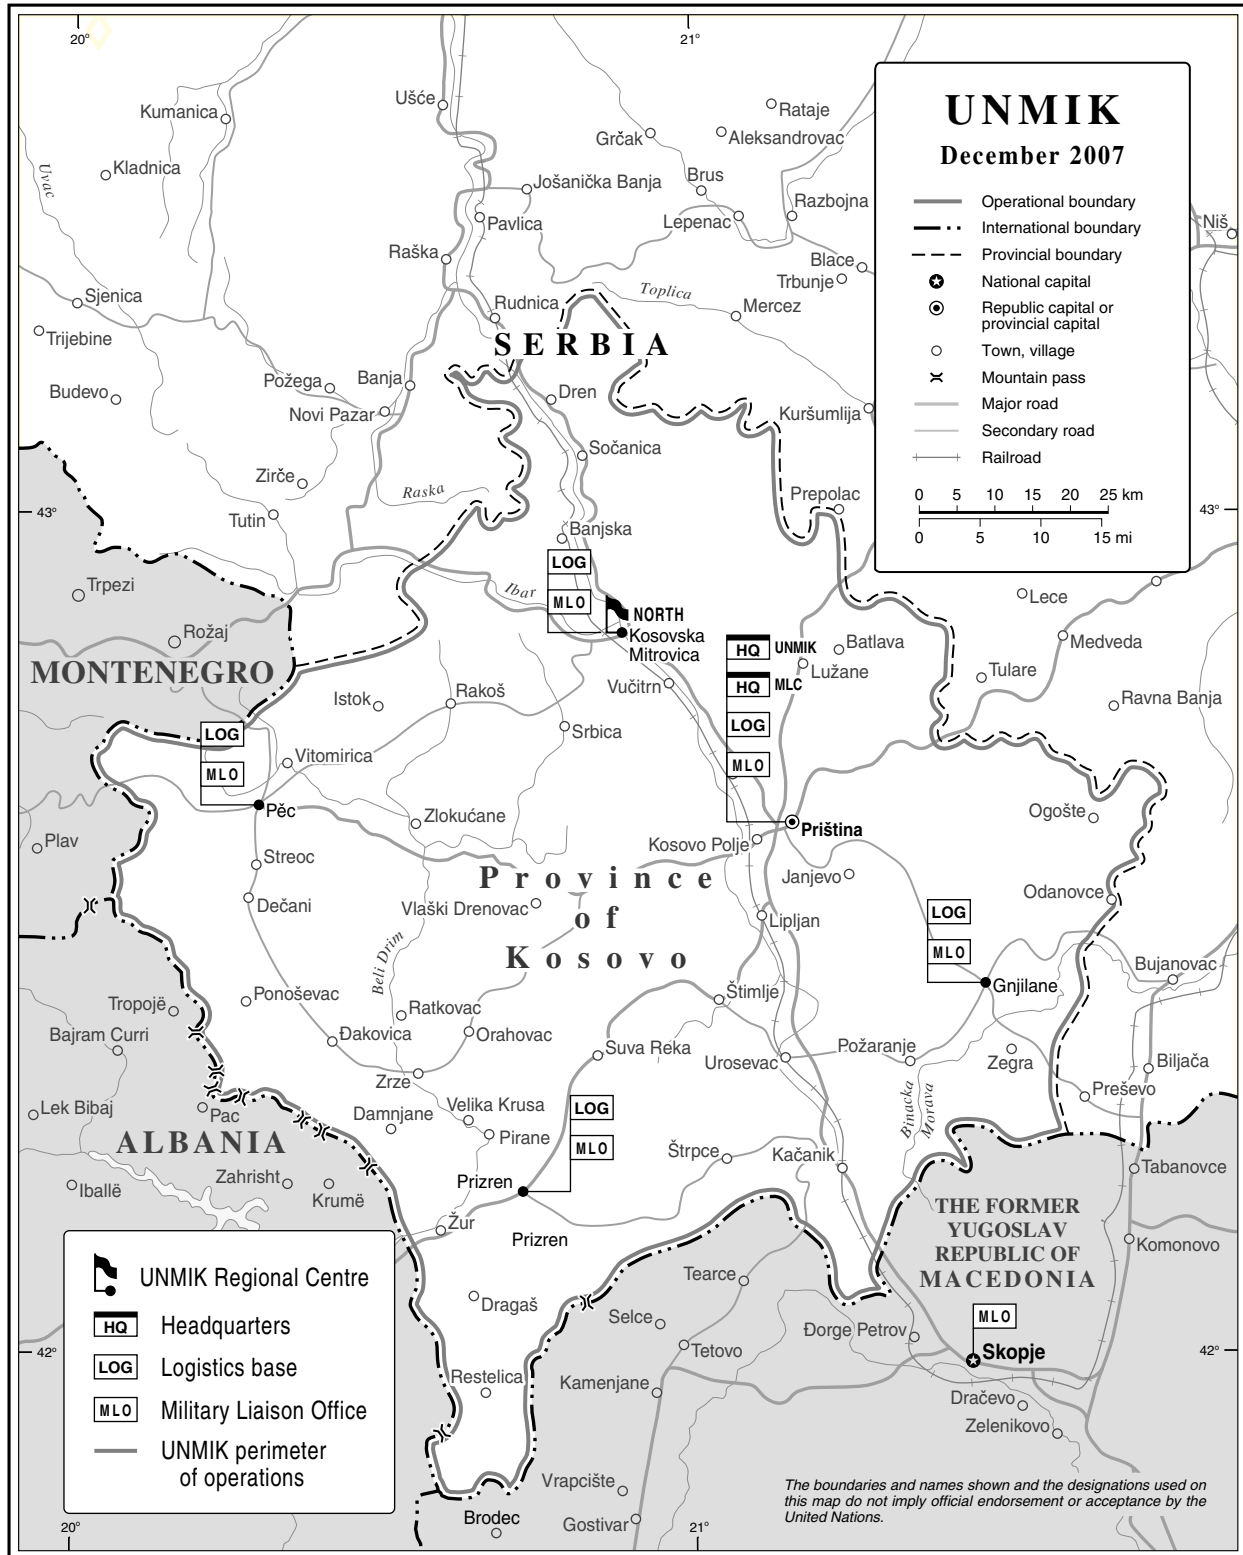 20°
21°
UNMIK
December 2007
Operational boundary
International boundary
Provincial boundary
National capital
Republic capital or
provincial capital
Town, village
Mountain pass
Major road
Secondary road
Railroad
0 5 10 15 20 25 km
0 5 10 15 mi
Kumanica
Ušće
Rataje
Grčak
Aleksandrovac
Kladnica
Uvac
Jošanička Banja
Brus
Pavlica
Lepenac
Razbojna
Niš
Raška
Blace
Trbunje
Sjenica
Rudnica
Toplica
Mercez
Trijebine
SERBIA
Budevo
Požega
Banja
Dren
Novi Pazar
Kuršumlija
Sočanica
Zirče
Raska
Prepolac
43°
43°
Tutin
Banjska
LOG
Trpezi
Ibar
MLO
NORTH
Lece
Rožaj
Kosovska
Mitrovica
HQ UNMIK
Batlava
Medveda
MONTENEGRO
Lužane
HQ MLC
Tulare
Vučitrn
Istok
Rakoš
Ravna Banja
LOG
Srbica
LOG
MLO
Vitomirica
MLO
Pěc
Zlokućane
Ogošte
Priština
Plav
Kosovo Polje
Streoc
Province
of
Kosovo
Janjevo
Dečani
Vlaški Drenovac
Odanovce
LOG
Lipljan
MLO
Beli Drim
Bujanovac
Gnjilane
Ponoševac
Štimlje
Tropojë
Ratkovac
Bajram Curri
Đakovica
Orahovac
Suva Reka
Urosevac
Požaranje
Zegra
Biljača
Zrze
Preševo
Lek Bibaj
Pac
Damnjane
Velika Krusa
LOG
Binacka
Morava
ALBANIA
Pirane
MLO
Štrpce
Kačanik
Tabanovce
Iballë
Zahrisht
Krumë
Prizren
THE FORMER
YUGOSLAV
REPUBLIC OF
MACEDONIA
Žur
Prizren
Komonovo
Tearce
UNMIK Regional Centre
HQ Headquarters
LOG Logistics base
MLO Military Liaison Office
UNMIK perimeter
of operations
Dragaš
Selce
Đorge Petrov
MLO
Skopje
42°
42°
Tetovo
Restelica
Kamenjane
Dračevo
Zelenikovo
Vrapcište
The boundaries and names shown and the designations used on
this map do not imply official endorsement or acceptance by the
United Nations.
Brodec
Gostivar
20°
21°